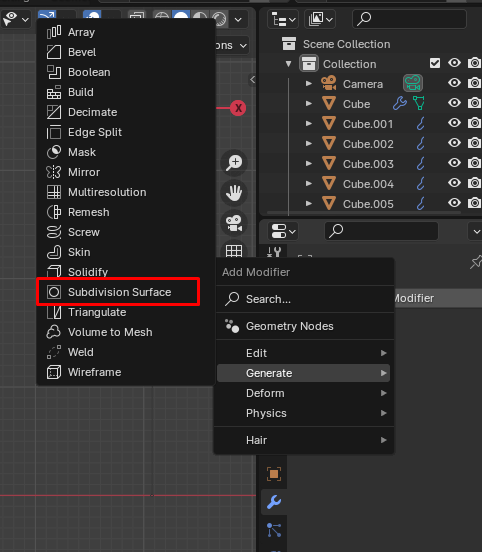 Array
Bevel
Boolean
Build
Decimate
Edge Split
Mask
Mirror
Multiresolution
Remesh
Screw
Skin
Solidify
Subdivision Surface
Triangulate
Volume to Mesh
Weld
Wireframe
ons
X
Scene Collection
Collection
Camera
Cube
Cube.001
Cube.002
Cube.003
Cube.004
Cube.005
Modifier
Add Modifier
Search...
Geometry Nodes
Edit
Generate
Deform
Physics
Hair